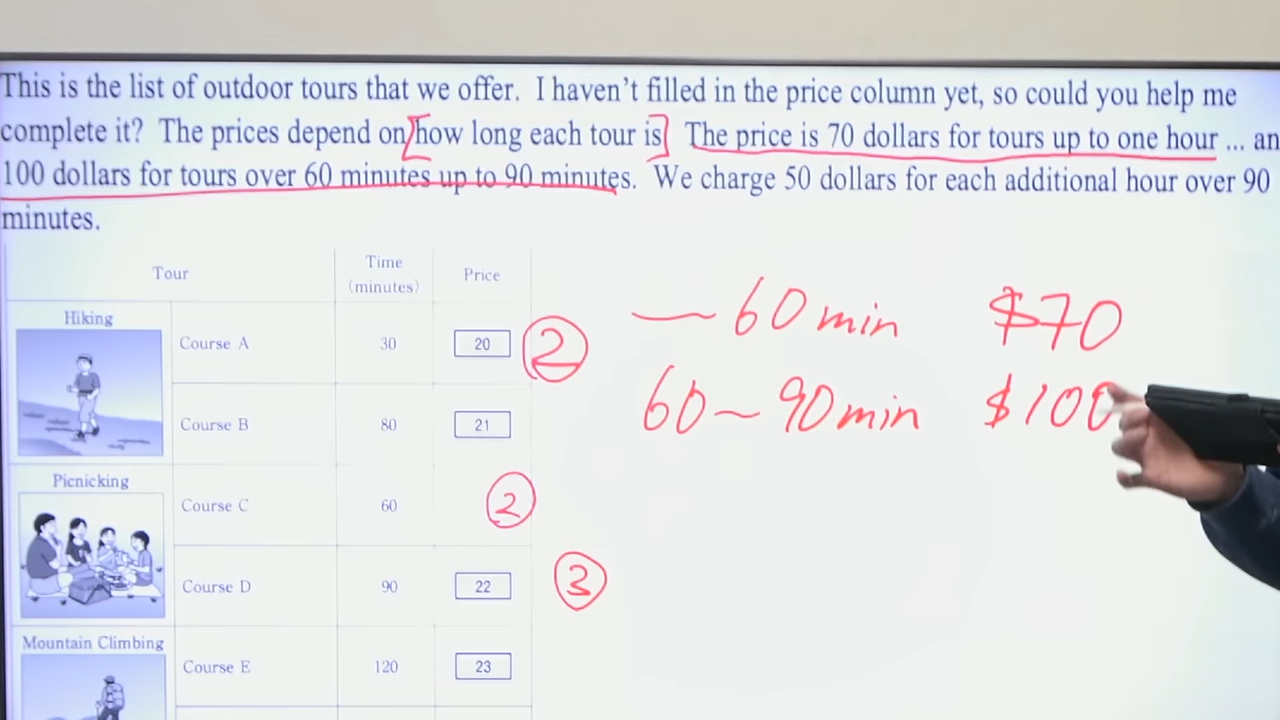 This is the list of outdoor tours that we offer. I haven't filled in the price column yet, so could you help me
complete it? The prices depend on [how long each tour is] The price is 70 dollars for tours up to one hour ... an
100 dollars for tours over 60 minutes up to 90 minutes. We charge 50 dollars for each additional hour over 90
minutes.
Tour Time (minutes) Price
Hiking
Course A 30 20 ②
Course B 80 21
Picnicking
Course C 60 ②
Course D 90 22 ③
Mountain Climbing
Course E 120 23
— 60 min $70
60~90min $100